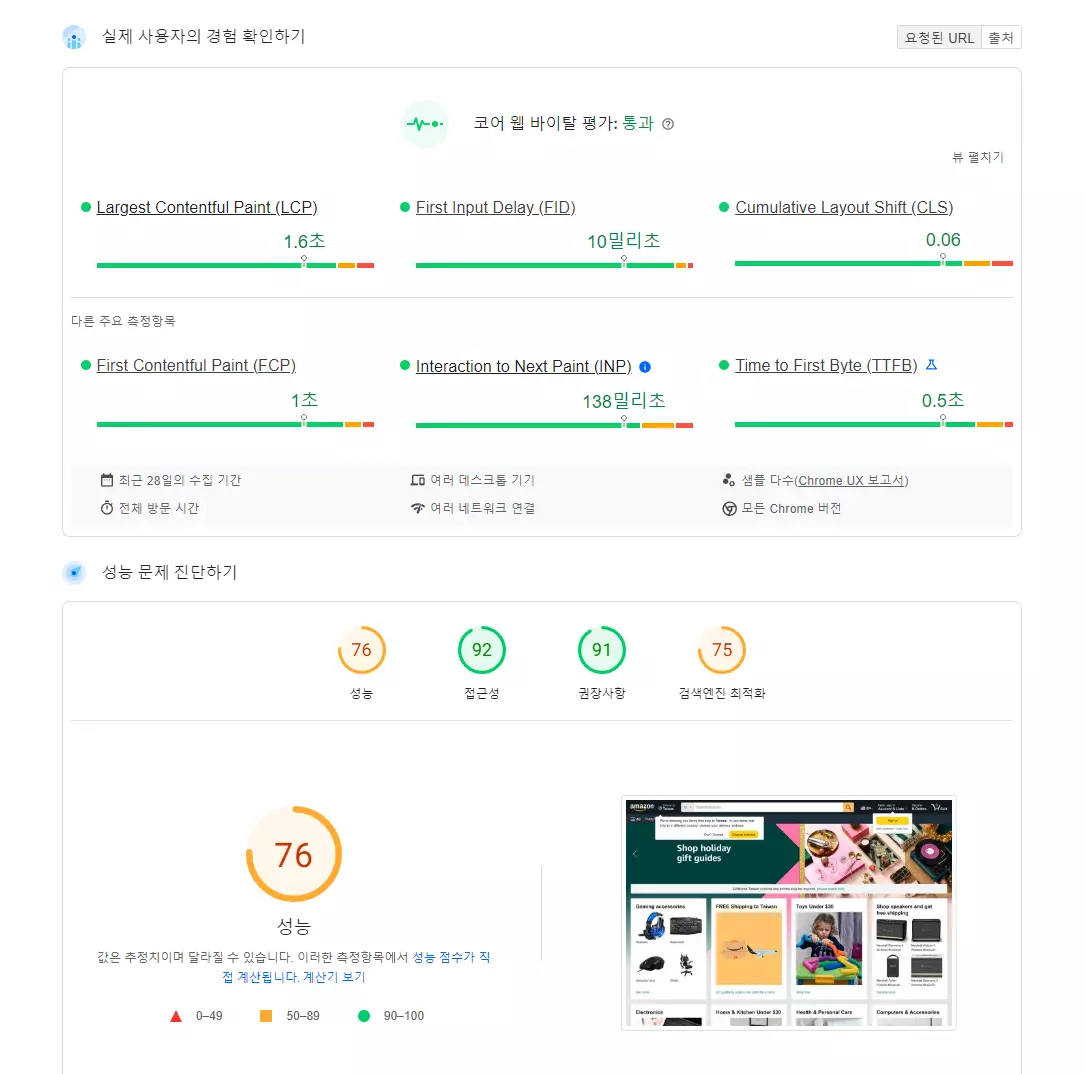 실제 사용자의 경험 확인하기
요청된 URL 출처
코어 웹 바이탈 평가: 통과
뷰 펼치기
Largest Contentful Paint (LCP)
1.6초
First Input Delay (FID)
10밀리초
Cumulative Layout Shift (CLS)
0.06
다른 주요 측정항목
First Contentful Paint (FCP)
1초
Interaction to Next Paint (INP)
138밀리초
Time to First Byte (TTFB)
0.5초
최근 28일의 수집 기간
여러 데스크톱 기기
샘플 다수(Chrome UX 보고서)
전체 방문 시간
여러 네트워크 연결
모든 Chrome 버전
성능 문제 진단하기
76
성능
92
접근성
91
권장사항
75
검색엔진 최적화
76
성능
값은 추정치이며 달라질 수 있습니다. 이러한 측정항목에서 성능 점수가 직
접 계산됩니다. 계산기 보기
0–49
50–89
90–100
amazon
Shop holiday
gift guides
Gaming accessories
FREE Shipping to Taiwan
Toys Under $30
Shop speakers and get
free shipping
Electronics
Home & Kitchen Under $30
Health & Personal Care
Computers & Accessories